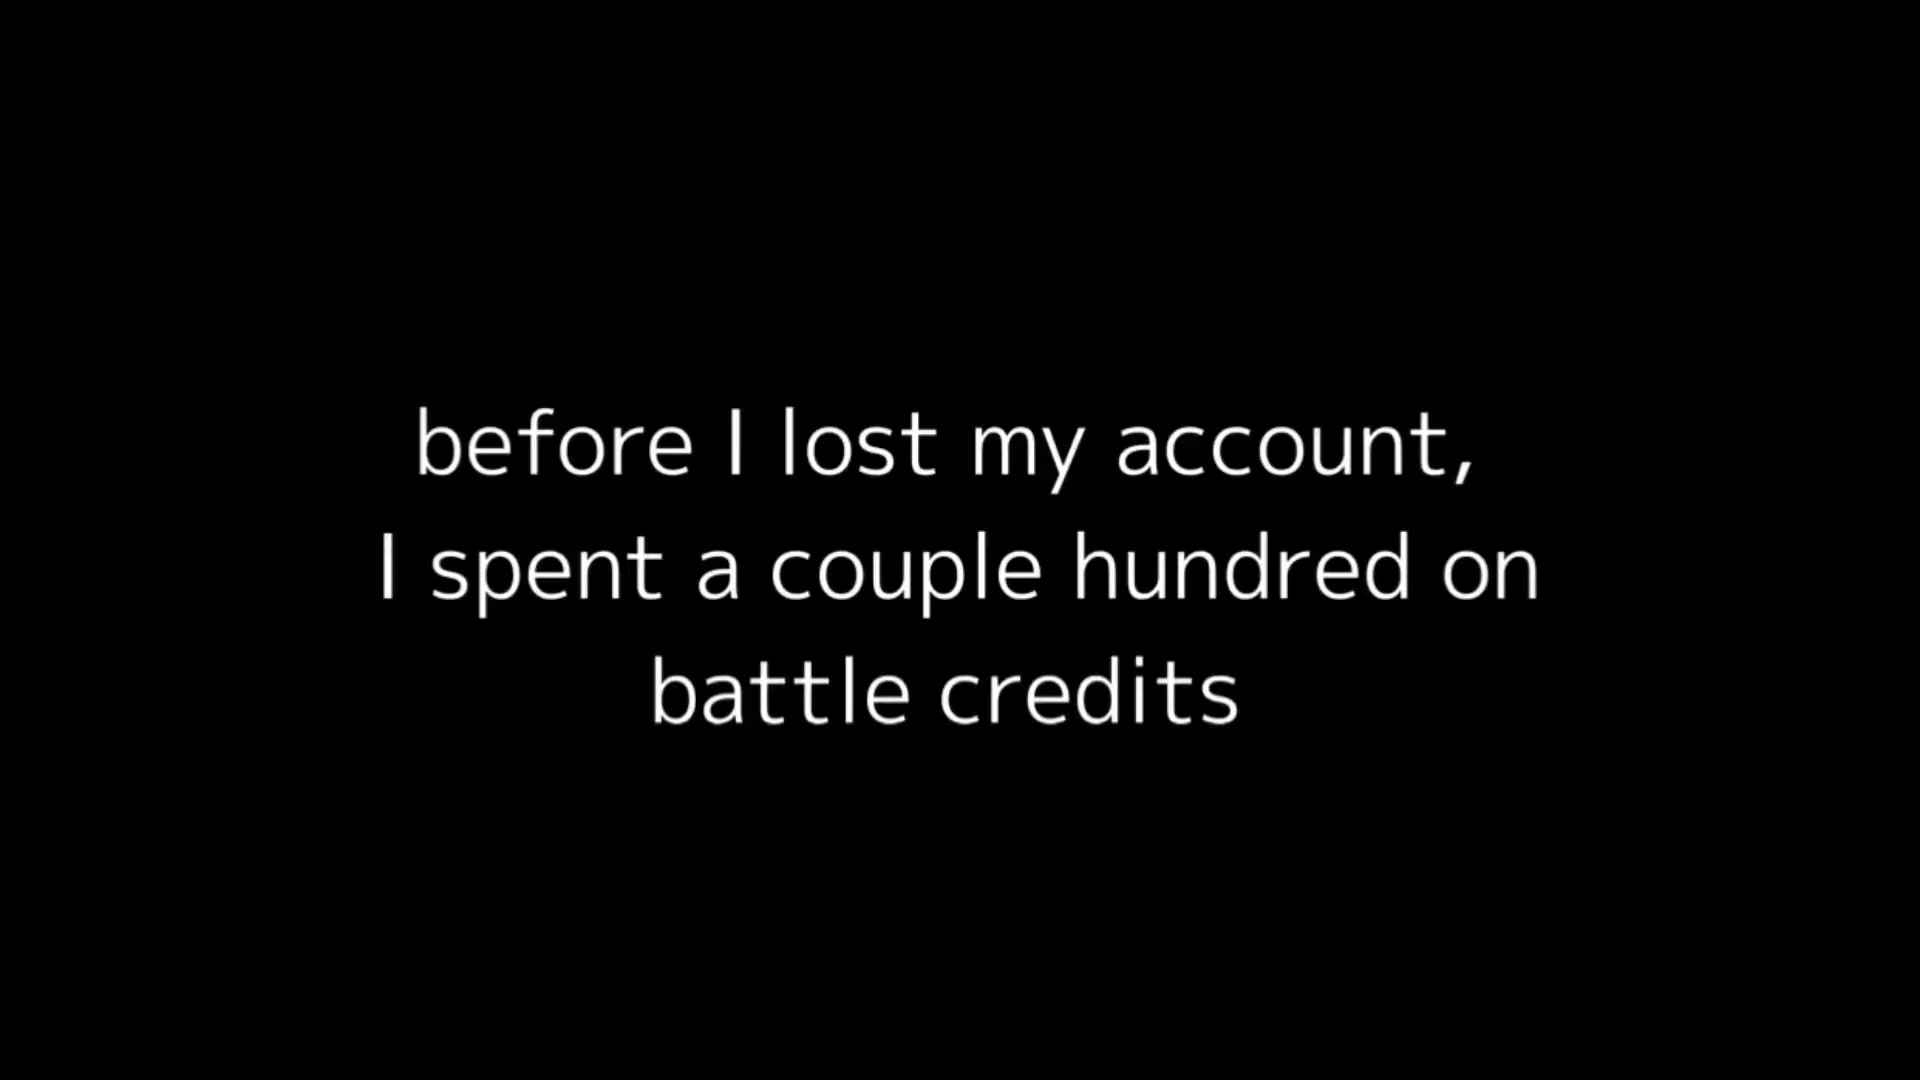 before I lost my account,
I spent a couple hundred on
battle credits